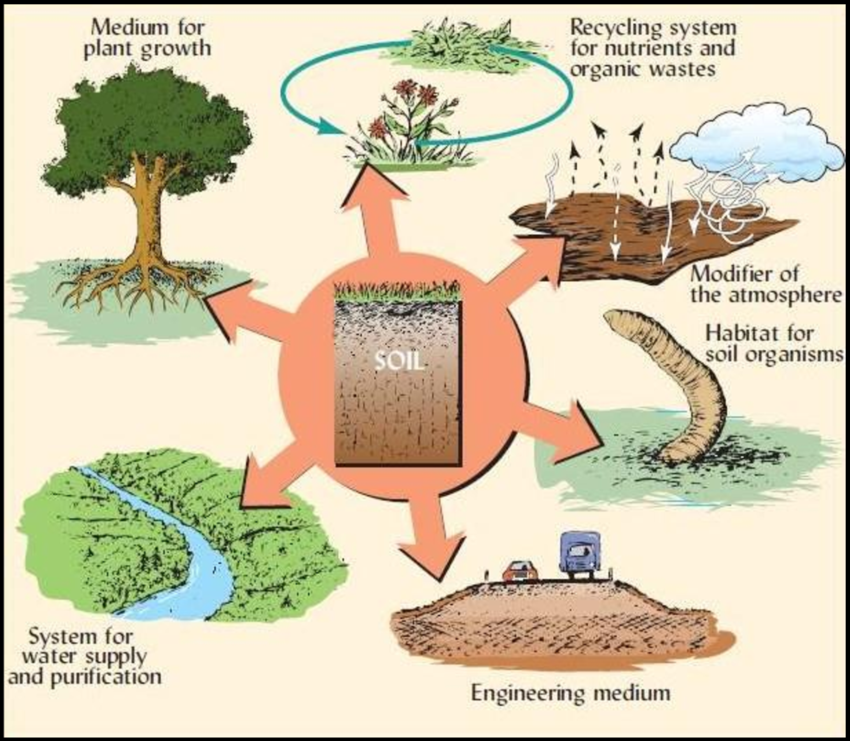 Medium for
plant growth
Recycling system
for nutrients and
organic wastes
Modifier of
the atmosphere
Habitat for
soil organisms
SOIL
System for
water supply
and purification
Engineering medium